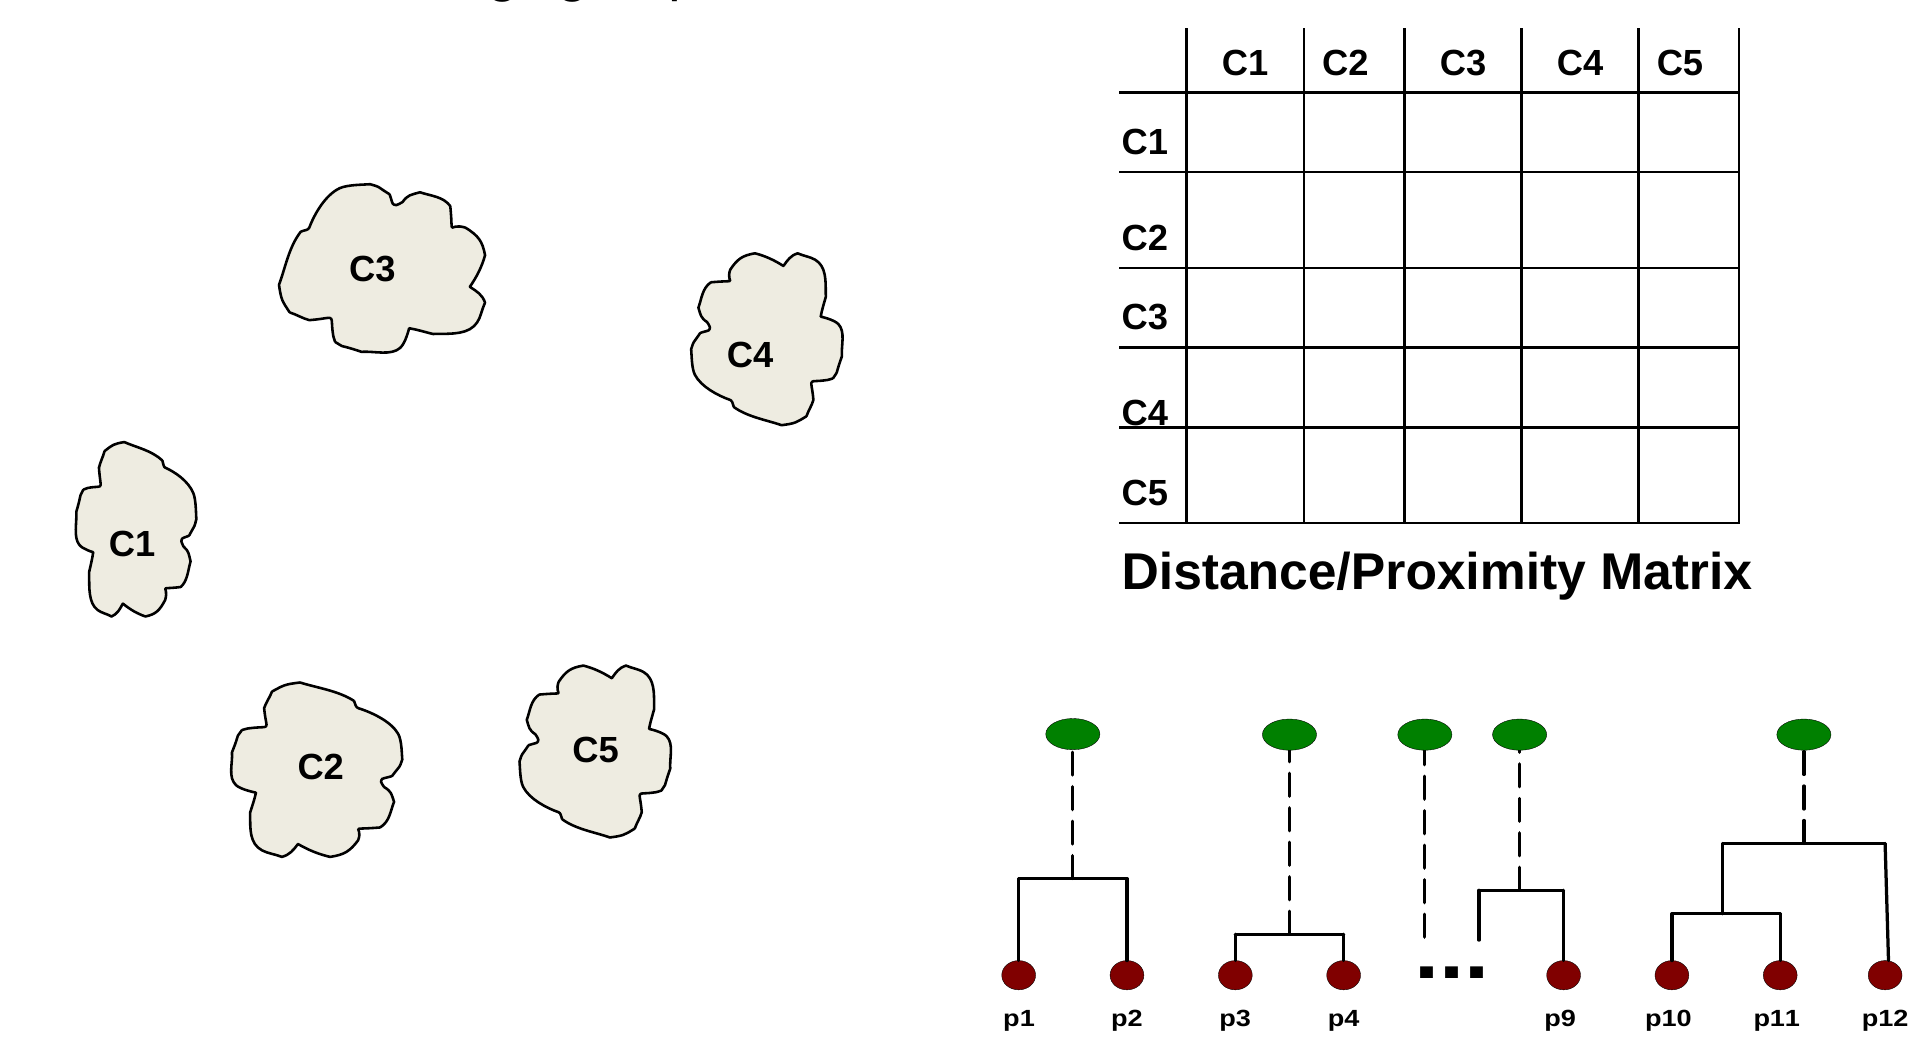 C3
C4
C1
C2
C5
C1 C2 C3 C4 C5
C1
C2
C3
C4
C5
Distance/Proximity Matrix
...
p1 p2 p3 p4 p9 p10 p11 p12